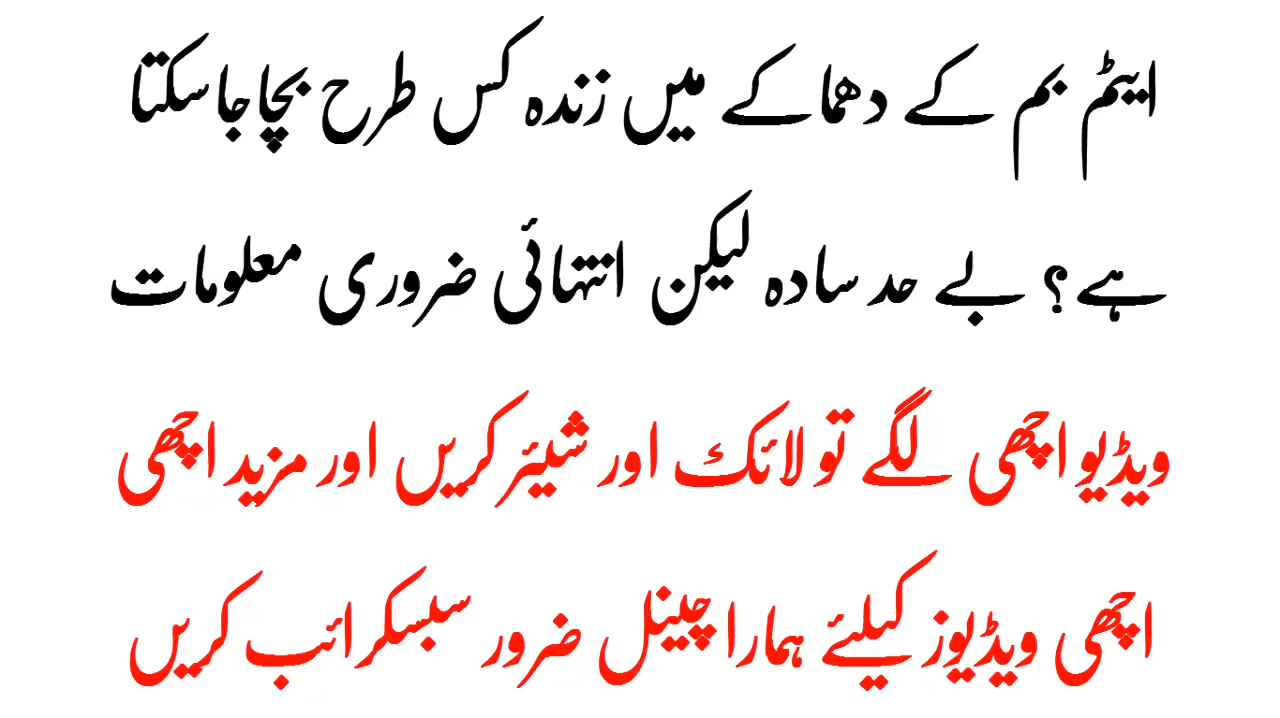 ایٹم بم کے دھماکے میں زندہ کس طرح بچا جا سکتا
ہے؟ بے حد سادہ لیکن انتہائی ضروری معلومات
ویڈیو اچھی لگے تو لائک اور شیئر کریں اور مزید اچھی
اچھی ویڈیوز کیلئے ہمارا چینل ضرور سبسکرائب کریں